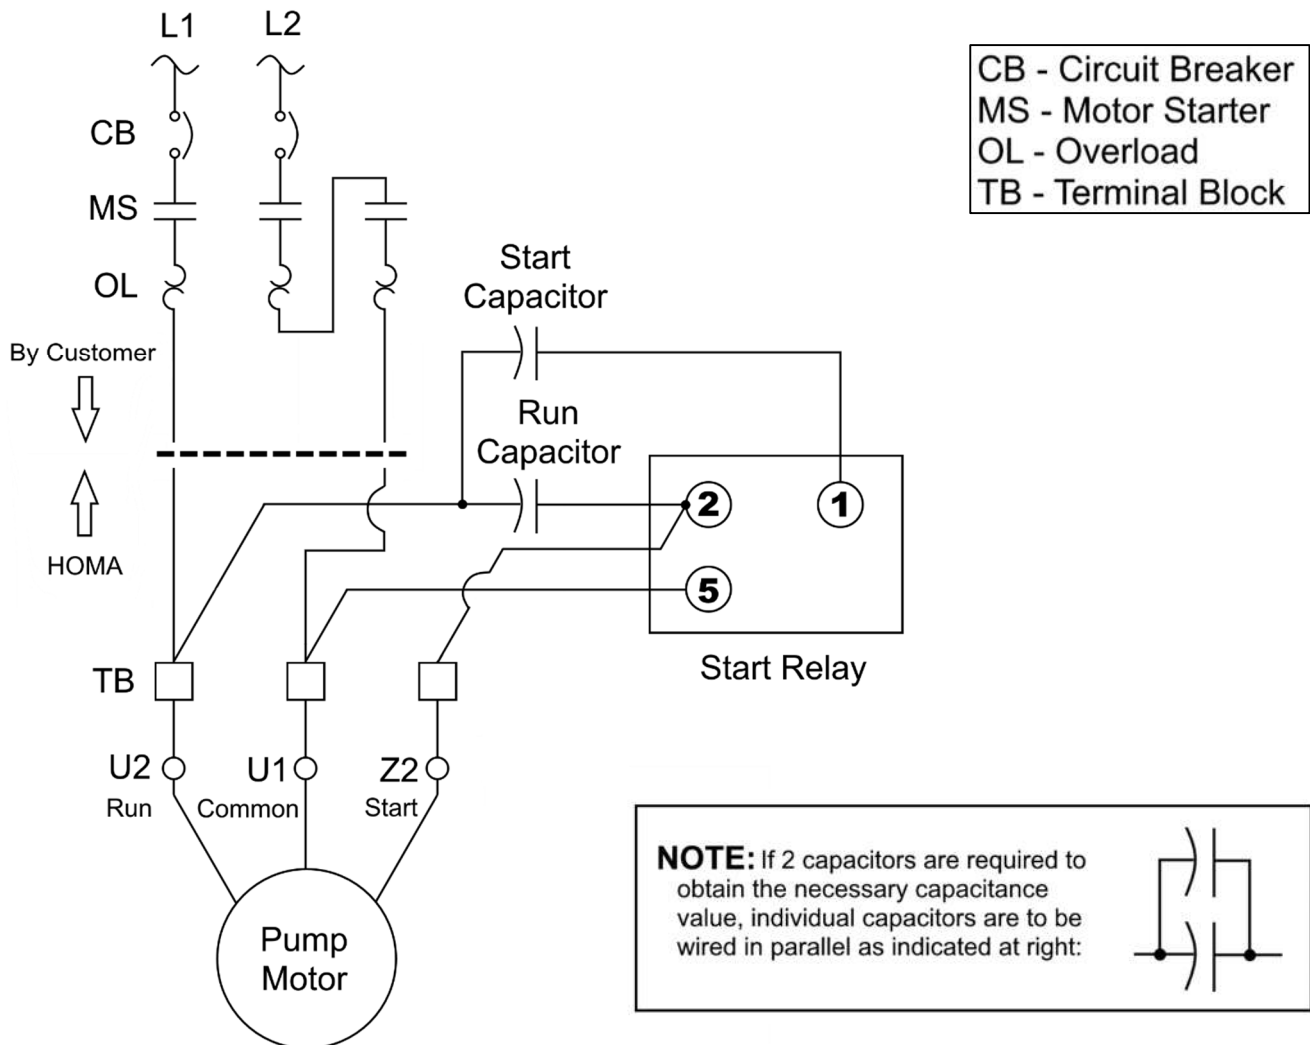 L1
L2
CB
MS
OL
CB - Circuit Breaker
MS - Motor Starter
OL - Overload
TB - Terminal Block
Start
Capacitor
By Customer
Run
Capacitor
2
1
HOMA
5
Start Relay
TB
U2
U1
Z2
Run
Common
Start
Pump
Motor
NOTE: If 2 capacitors are required to
obtain the necessary capacitance
value, individual capacitors are to be
wired in parallel as indicated at right: